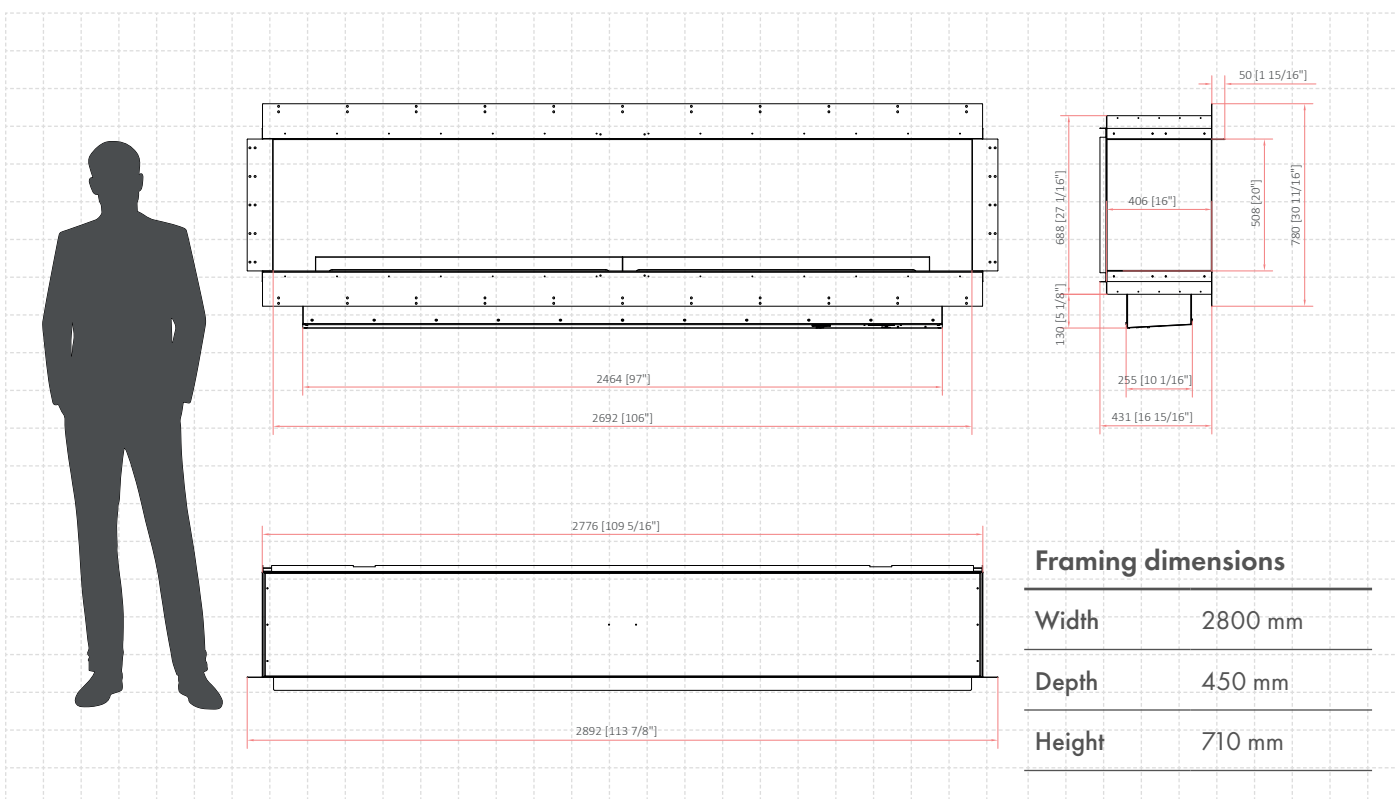 50 [1 15/16"]
688 [27 1/16"]
406 [16"]
508 [20"]
780 [30 11/16"]
130 [5 1/8"]
2464 [97"]
255 [10 1/16"]
2692 [106"]
431 [16 15/16"]
2776 [109 5/16"]
2892 [113 7/8"]
Framing dimensions
Width 2800 mm
Depth 450 mm
Height 710 mm